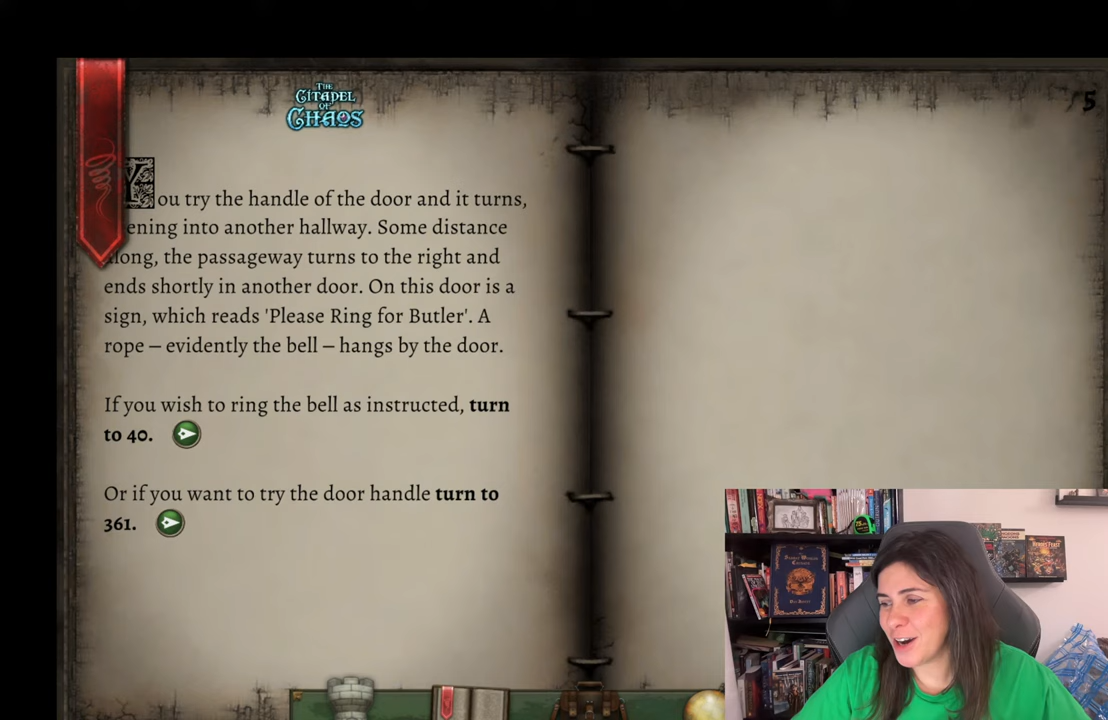 THE
CITADEL
OF
CHAOS
5
You try the handle of the door and it turns,
ening into another hallway. Some distance
along, the passageway turns to the right and
ends shortly in another door. On this door is a
sign, which reads 'Please Ring for Butler'. A
rope – evidently the bell – hangs by the door.
If you wish to ring the bell as instructed, turn
to 40.
Or if you want to try the door handle turn to
361.